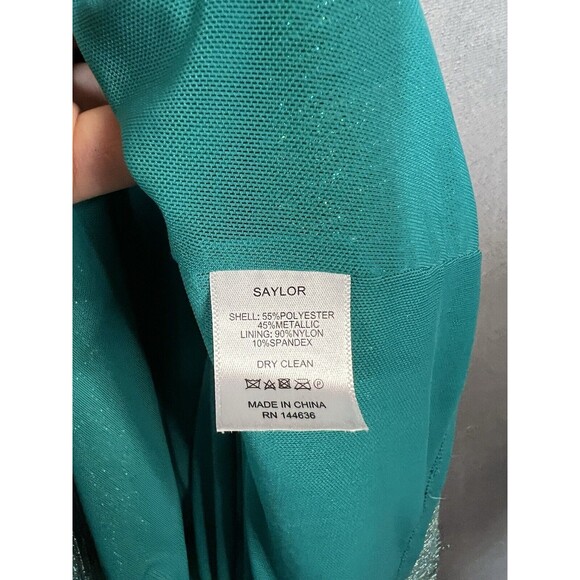 SAYLOR
SHELL: 55%POLYESTER
45%METALLIC
LINING: 90%NYLON
10%SPANDEX
DRY CLEAN
MADE IN CHINA
RN 144636